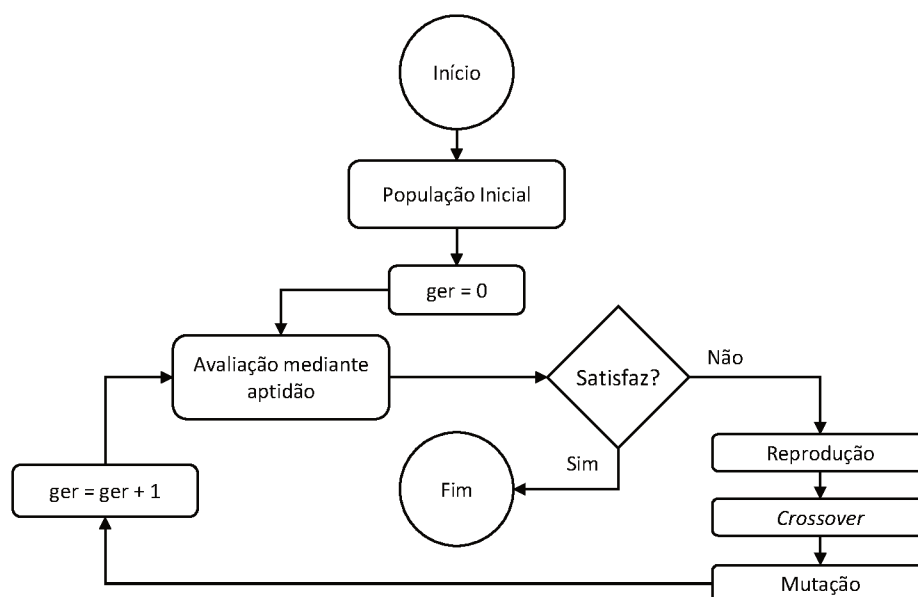 Início
População Inicial
ger = 0
Avaliação mediante
aptidão
Satisfaz?
Não
Sim
Fim
Reprodução
Crossover
Mutação
ger = ger + 1